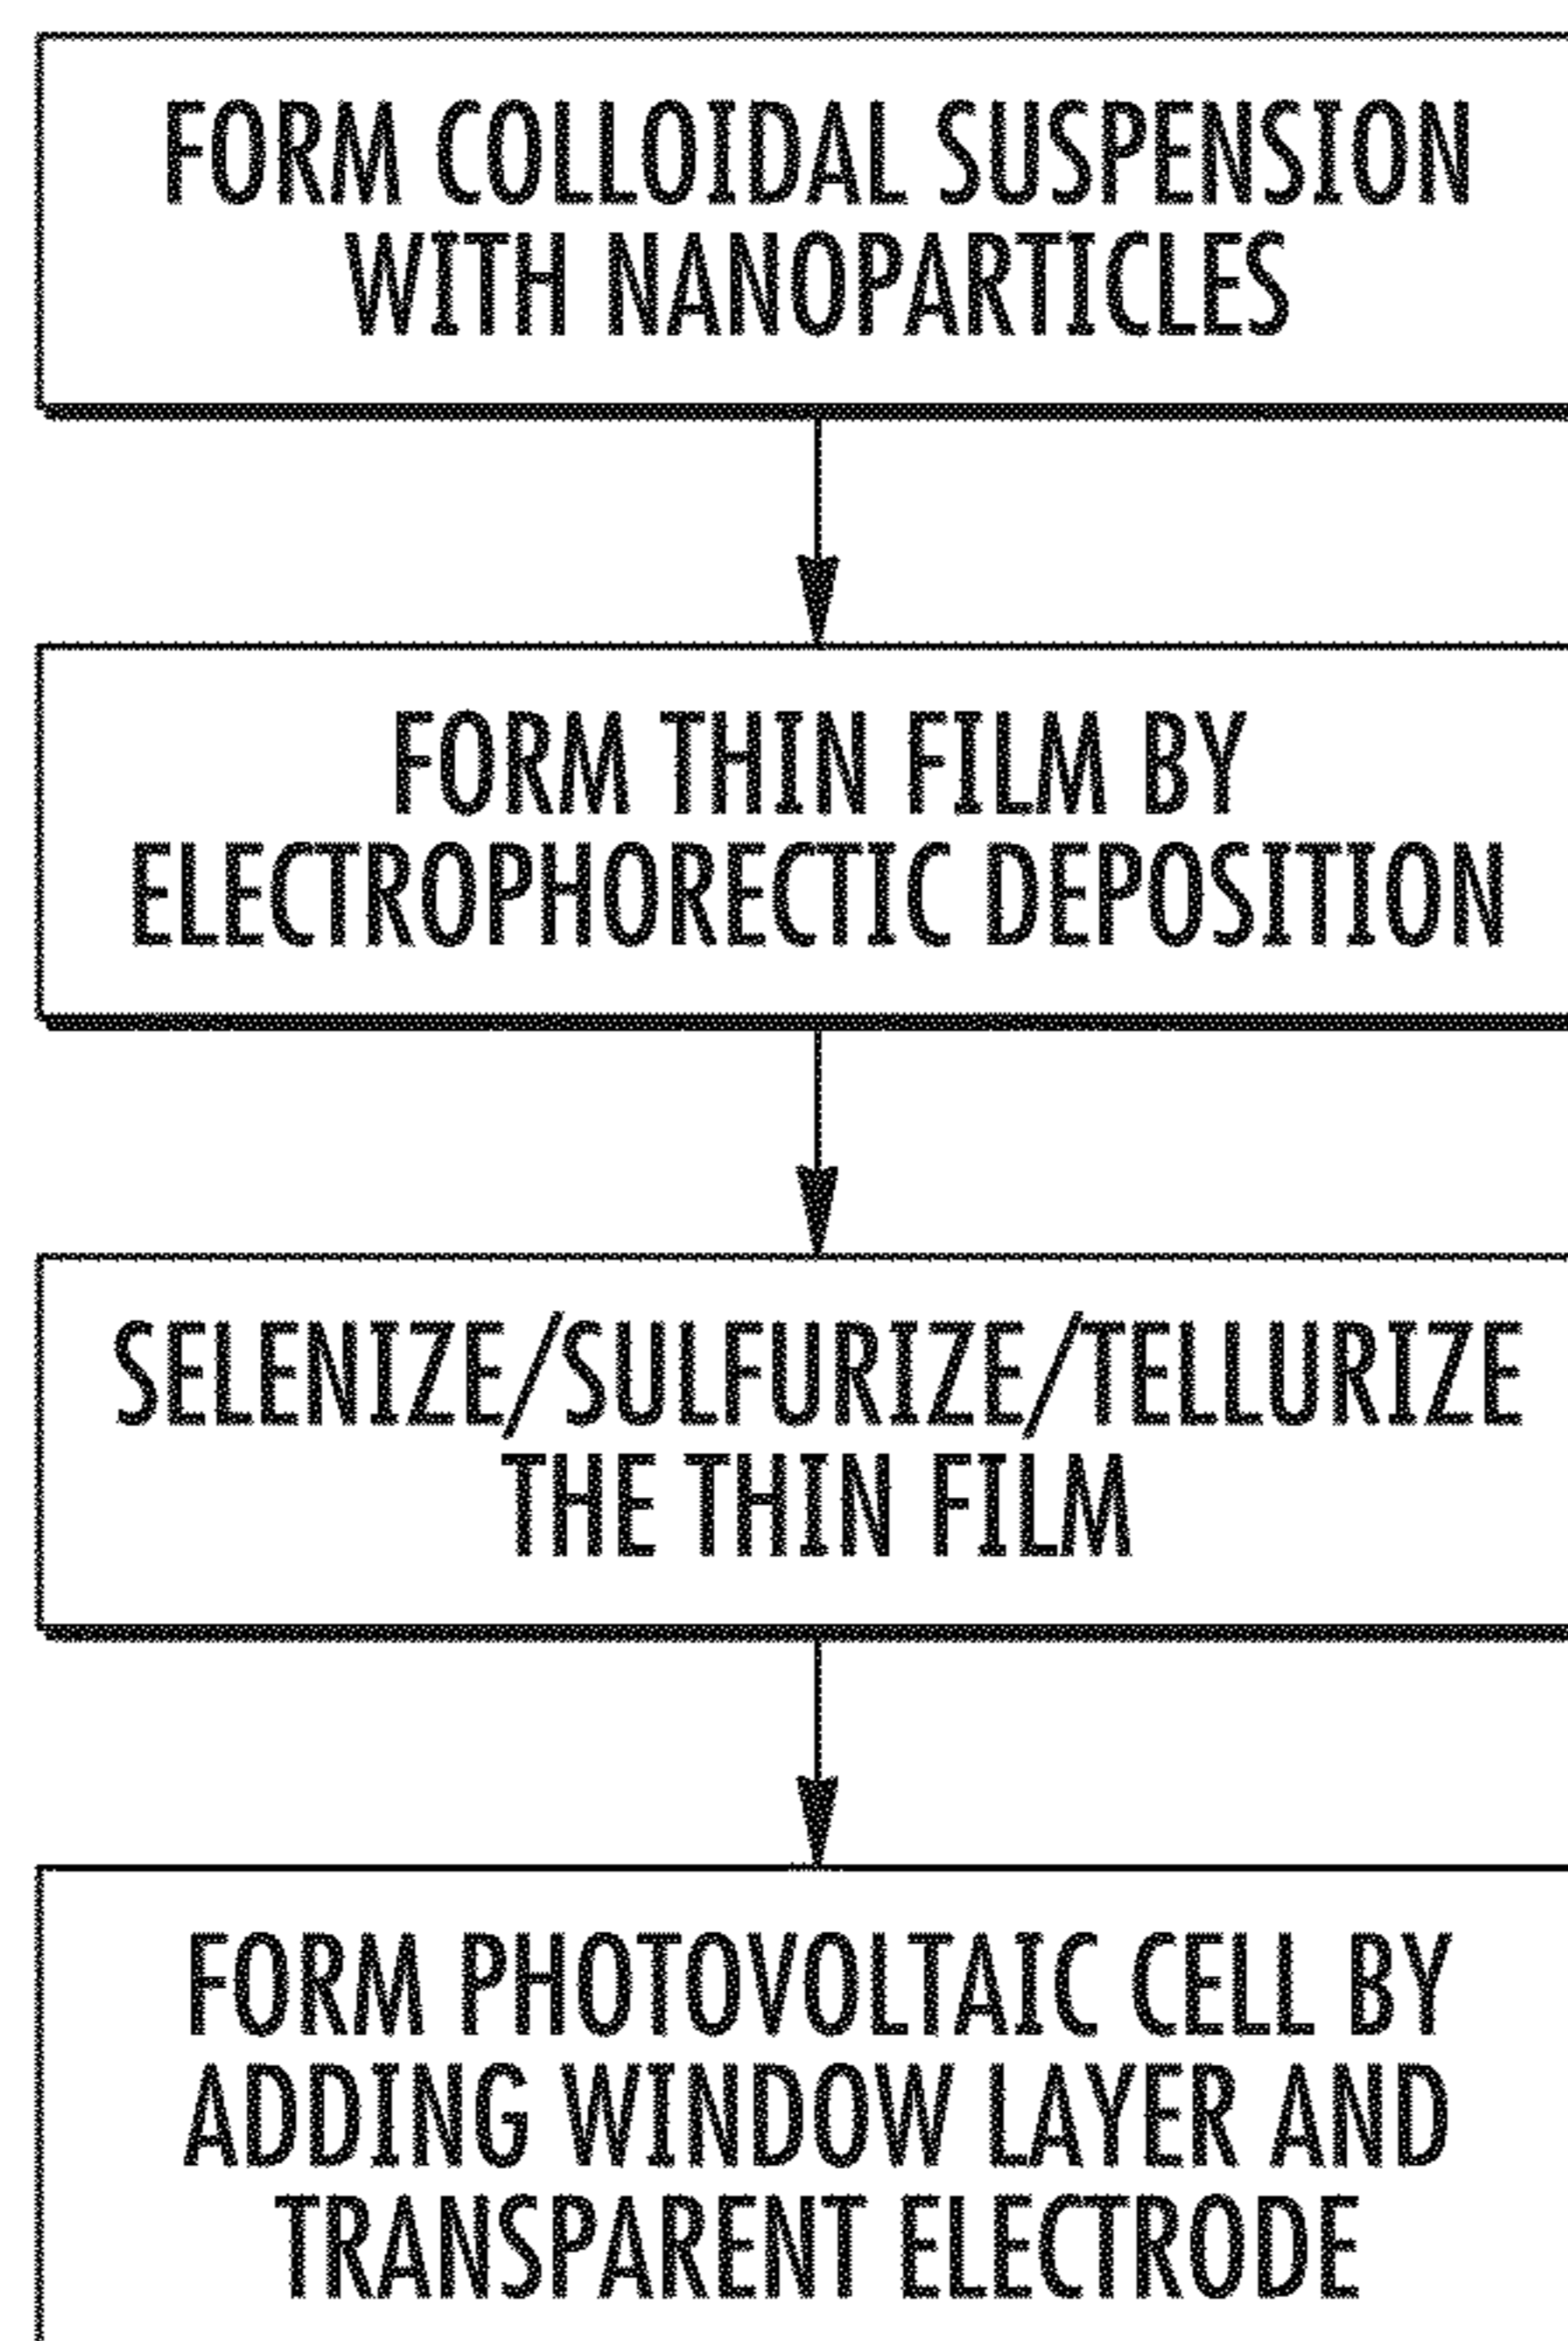 FORM COLLOIDAL SUSPENSION
WITH NANOPARTICLES
FORM THIN FILM BY
ELECTROPHORECTIC DEPOSITION
SELENIZE/SULFURIZE/TELLURIZE
THE THIN FILM
FORM PHOTOVOLTAIC CELL BY
ADDING WINDOW LAYER AND
TRANSPARENT ELECTRODE